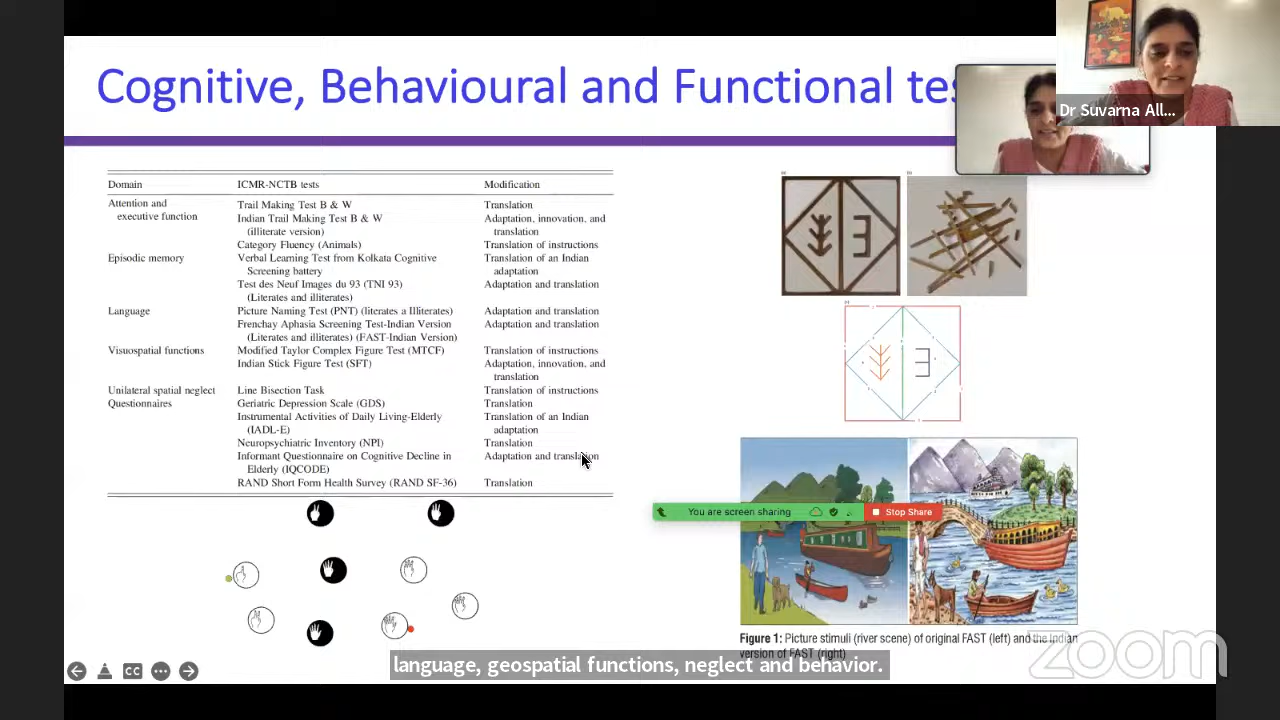 Cognitive, Behavioural and Functional tes
Dr Suvarna All...
Domain ICMR-NCTB tests Modification
Attention and executive function
Trail Making Test B & W Translation
Indian Trail Making Test B & W (illiterate version) Adaptation, innovation, and translation
Category Fluency (Animals) Translation of instructions
Episodic memory
Verbal Learning Test from Kolkata Cognitive Screening battery Translation of an Indian adaptation
Test des Neuf Images du 93 (TNI 93) (Literates and illiterates) Adaptation and translation
Language
Picture Naming Test (PNT) (literates a Illiterates) Adaptation and translation
Frenchay Aphasia Screening Test-Indian Version (Literates and illiterates) (FAST-Indian Version) Adaptation and translation
Visuospatial functions
Modified Taylor Complex Figure Test (MTCF) Translation of instructions
Indian Stick Figure Test (SFT) Adaptation, innovation, and translation
Unilateral spatial neglect Line Bisection Task Translation of instructions
Questionnaires Geriatric Depression Scale (GDS) Translation
Instrumental Activities of Daily Living-Elderly (IADL-E) Translation of an Indian adaptation
Neuropsychiatric Inventory (NPI) Translation
Informant Questionnaire on Cognitive Decline in Elderly (IQCODE) Adaptation and translation
RAND Short Form Health Survey (RAND SF-36) Translation
You are screen sharing Stop Share
Figure 1: Picture stimuli (river scene) of original FAST (left) and the Indian
version of FAST (right)
CC
language, geospatial functions, neglect and behavior.
zoom